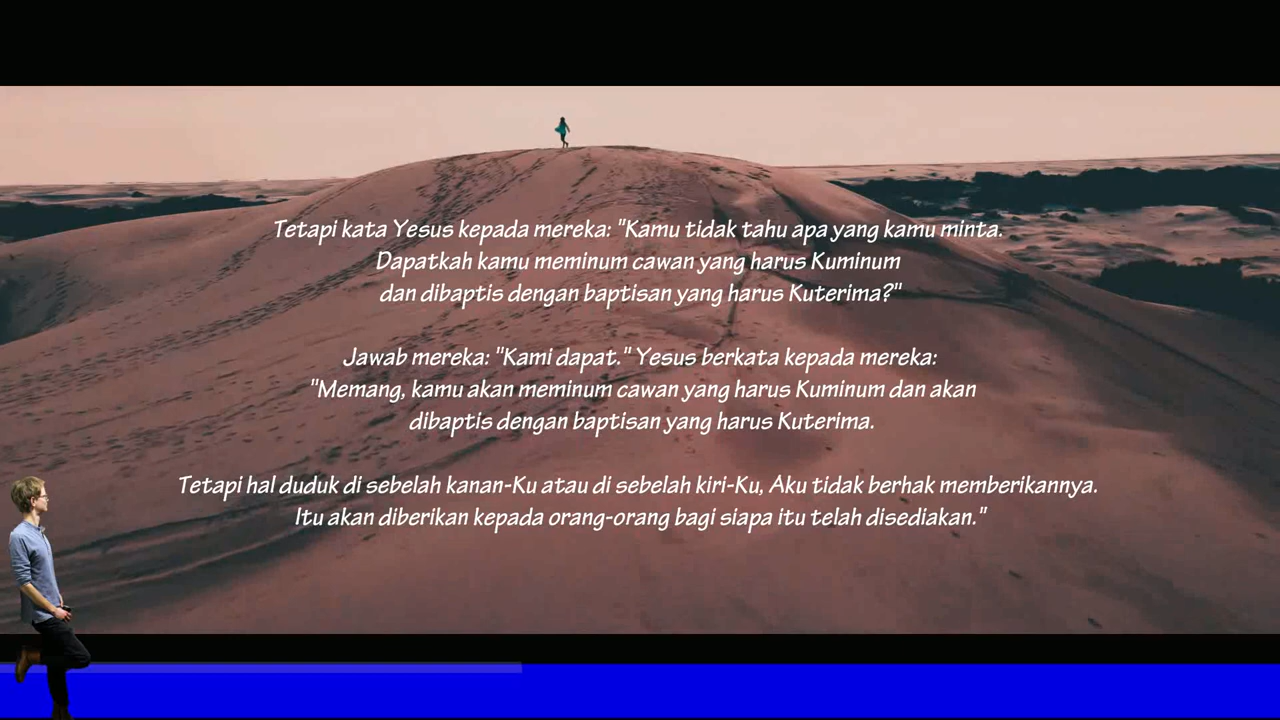 Tetapi kata Yesus kepada mereka: "Kamu tidak tahu apa yang kamu minta.
Dapatkah kamu meminum cawan yang harus Kuminum
dan dibaptis dengan baptisan yang harus Kuterima?"
Jawab mereka: "Kami dapat." Yesus berkata kepada mereka:
"Memang, kamu akan meminum cawan yang harus Kuminum dan akan
dibaptis dengan baptisan yang harus Kuterima.
Tetapi hal duduk di sebelah kanan-Ku atau di sebelah kiri-Ku, Aku tidak berhak memberikannya.
Itu akan diberikan kepada orang-orang bagi siapa itu telah disediakan."